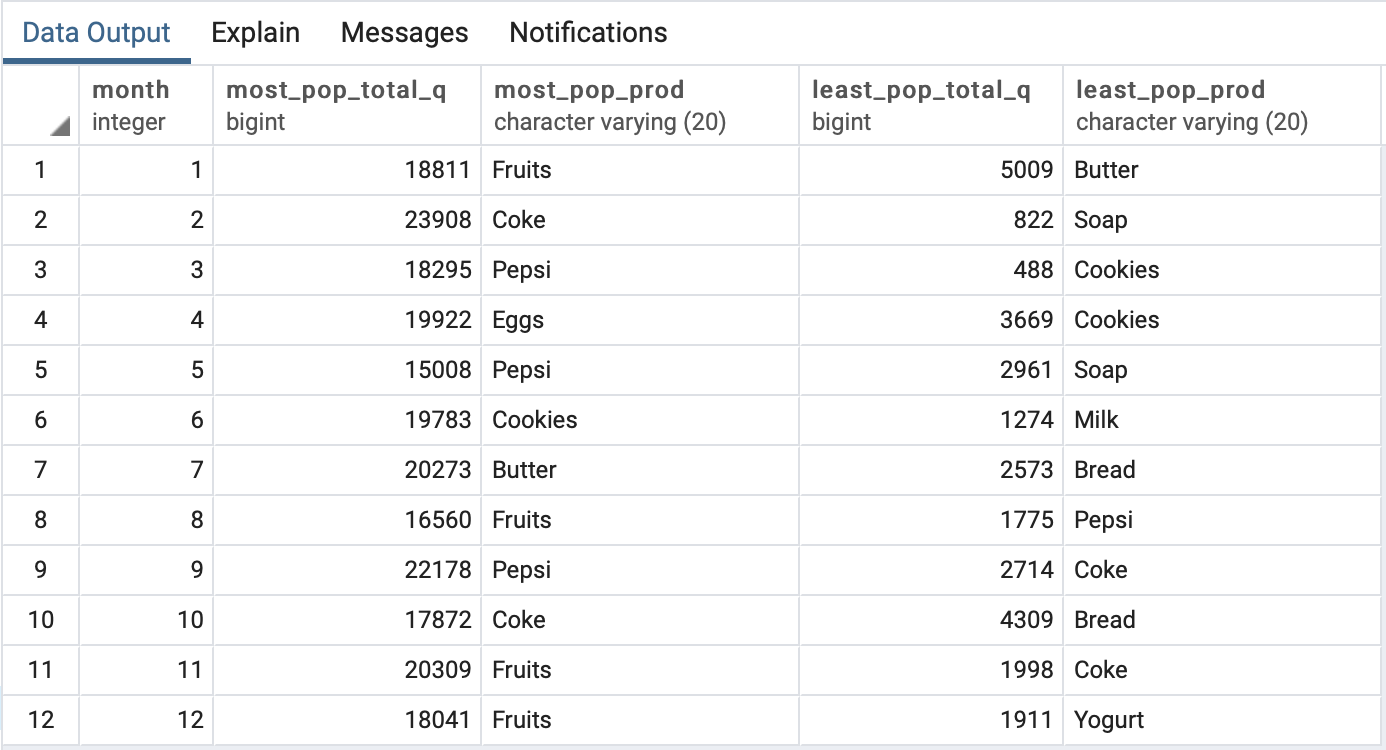 Data Output Explain Messages Notifications
month most_pop_total_q most_pop_prod least_pop_total_q least_pop_prod
integer bigint character varying (20) bigint character varying (20)
1 1 18811 Fruits 5009 Butter
2 2 23908 Coke 822 Soap
3 3 18295 Pepsi 488 Cookies
4 4 19922 Eggs 3669 Cookies
5 5 15008 Pepsi 2961 Soap
6 6 19783 Cookies 1274 Milk
7 7 20273 Butter 2573 Bread
8 8 16560 Fruits 1775 Pepsi
9 9 22178 Pepsi 2714 Coke
10 10 17872 Coke 4309 Bread
11 11 20309 Fruits 1998 Coke
12 12 18041 Fruits 1911 Yogurt